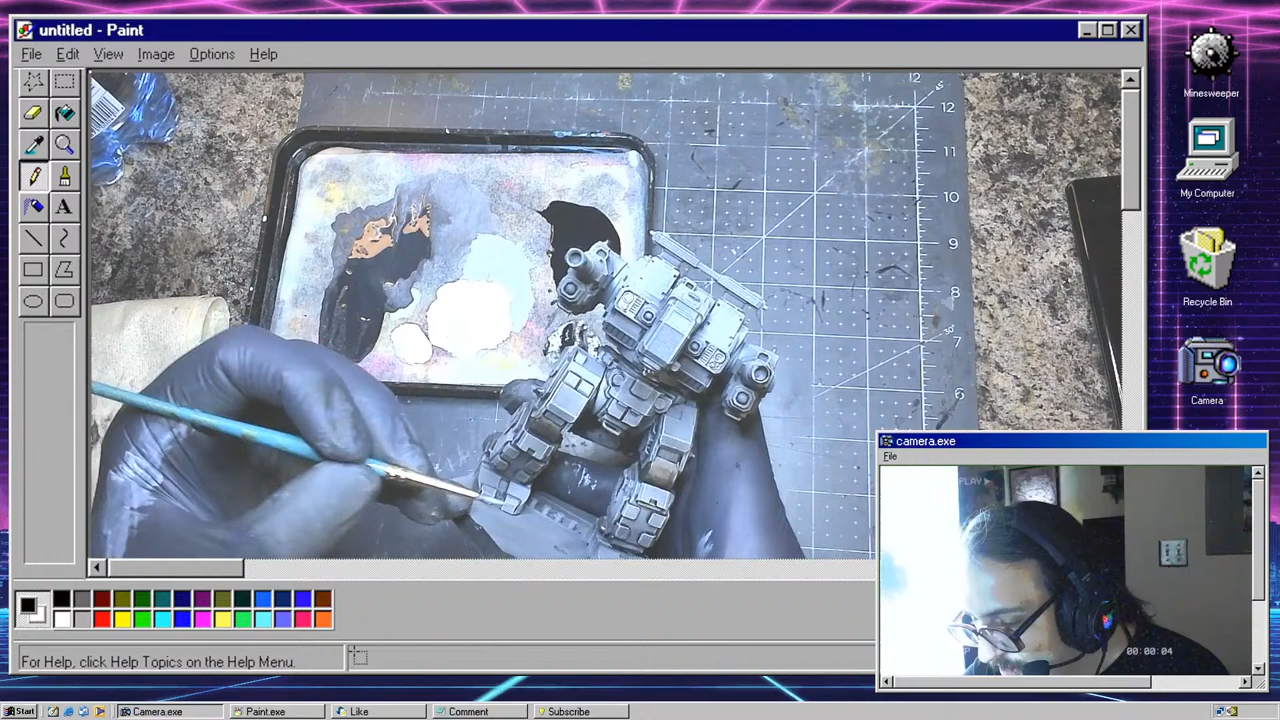 untitled - Paint
File Edit View Image Options Help
12
11
10
9
8
7
6
11
12
Minesweeper
My Computer
Recycle Bin
Camera
camera.exe
File
PLAY
00:00:04
For Help, click Help Topics on the Help Menu.
Start Camera.exe Paint.exe Like Comment Subscribe